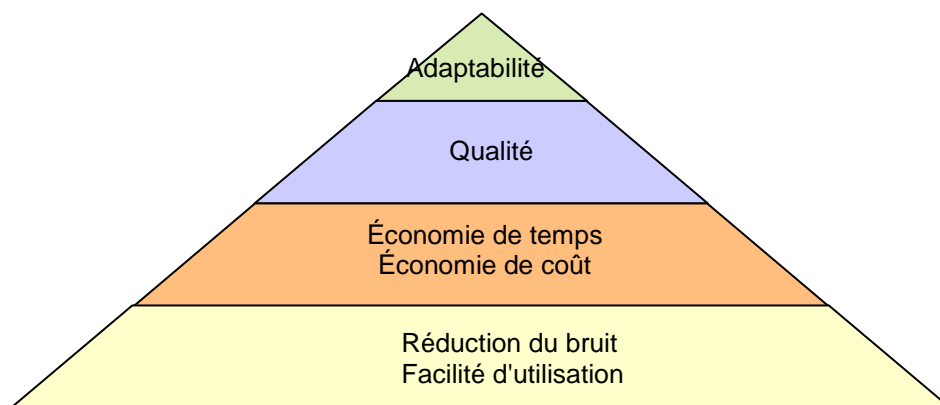 Adaptabilité
Qualité
Économie de temps
Économie de coût
Réduction du bruit
Facilité d'utilisation